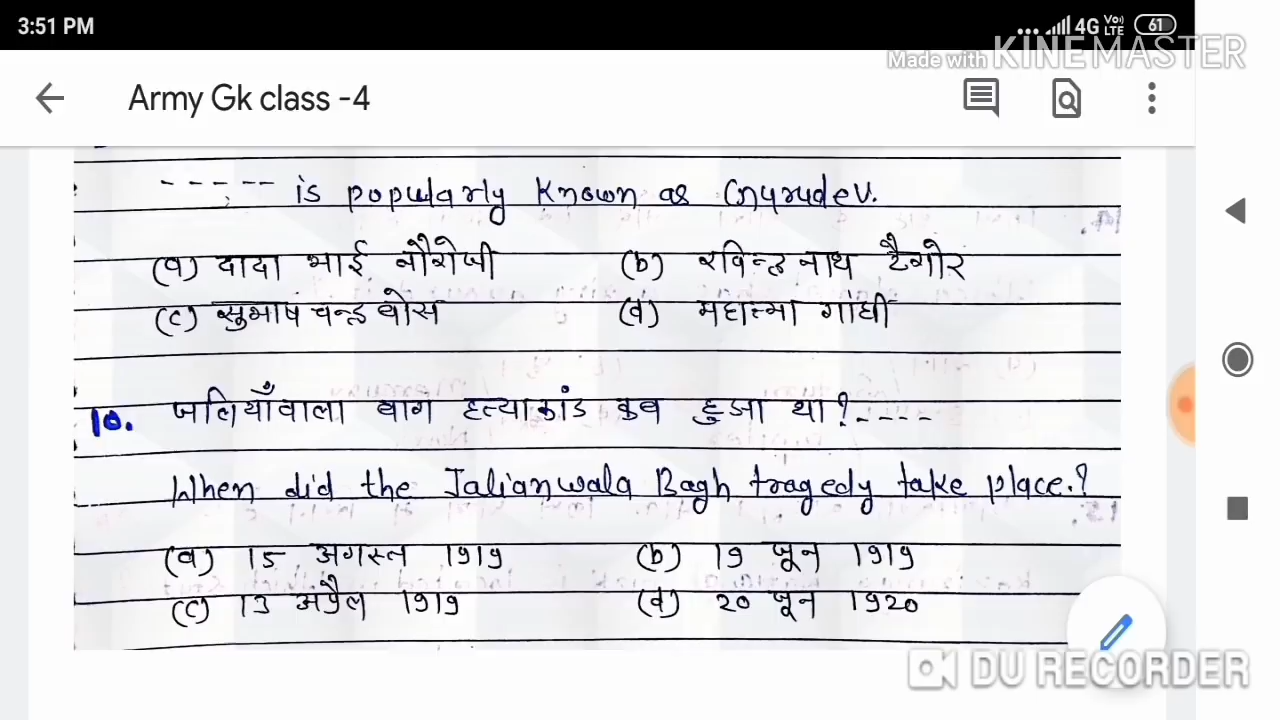 3:51 PM
4G Vo) LTE 61
Made with KINEMASTER
Army Gk class -4
----- is popularly Known as Gurudev.
(a) दादा भाई नौरोजी (b) रविन्द्र नाथ टैगोर
(c) सुभाष चन्द्र बोस (d) महात्मा गांधी
10. जलियाँवाला बाग हत्याकांड कब हुआ था?----
When did the Jalianwala Bagh tragedy take place.?
(a) 15 अगस्त 1919 (b) 19 जून 1919
(c) 13 अप्रैल 1919 (d) 20 जून 1920
DU RECORDER